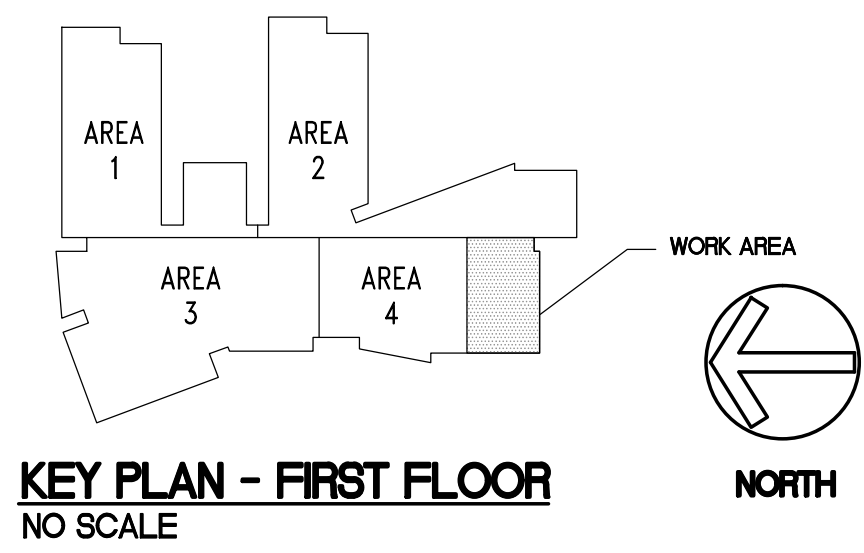 AREA
1
AREA
2
AREA
3
AREA
4
WORK AREA
KEY PLAN - FIRST FLOOR
NO SCALE
NORTH